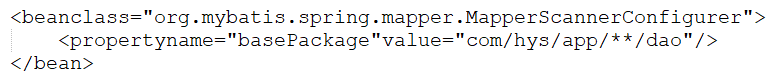 <beanclass="org.mybatis.spring.mapper.MapperScannerConfigurer">
    <propertyname="basePackage"value="com/hys/app/**/dao"/>
</bean>